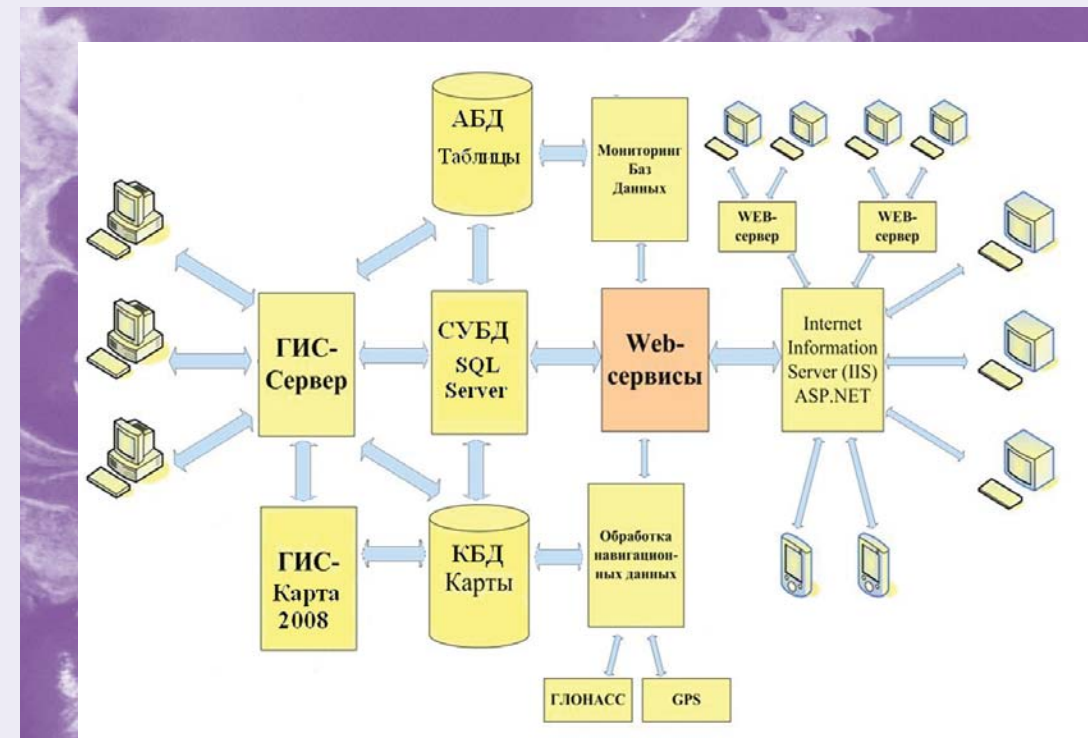 АБД
Таблицы
Мониторинг
Баз
Данных
WEB-
сервер
WEB-
сервер
ГИС-
Сервер
СУБД
SQL
Server
Web-
сервисы
Internet
Information
Server (IIS)
ASP.NET
ГИС-
Карта
2008
КБД
Карты
Обработка
навигацион-
ных данных
ГЛОНАСС
GPS